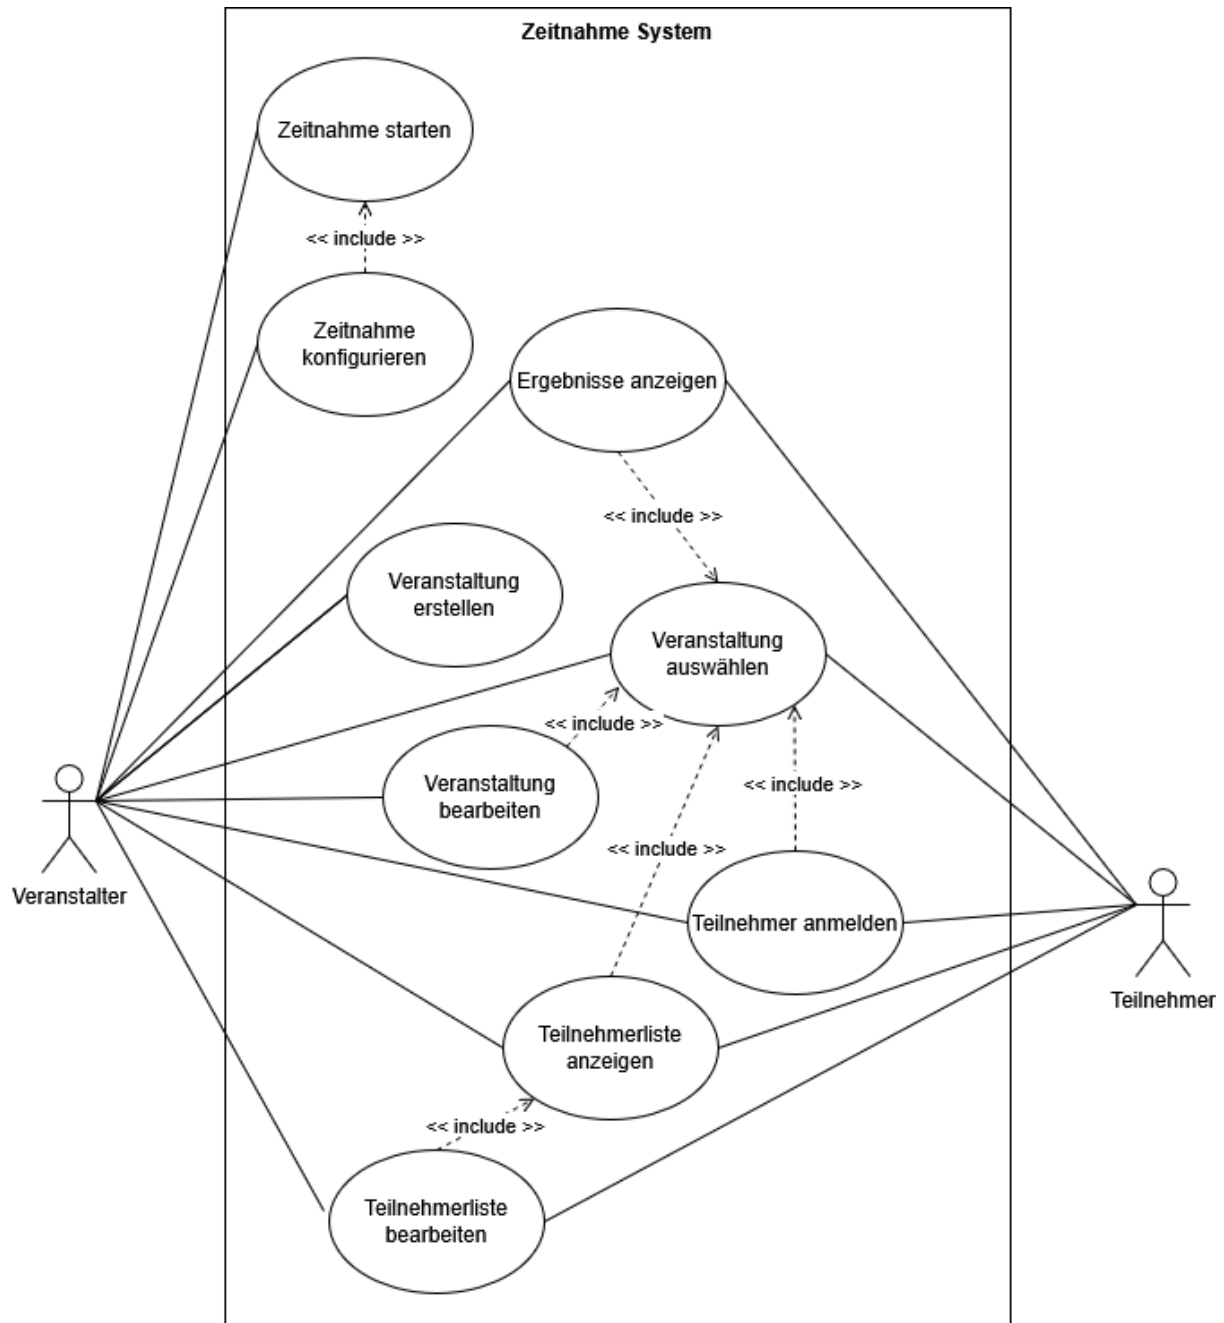 Zeitnahme System
Zeitnahme starten
<< include >>
Zeitnahme
konfigurieren
Ergebnisse anzeigen
<< include >>
Veranstaltung
erstellen
Veranstaltung
auswählen
<< include >>
Veranstaltung
bearbeiten
<< include >>
<< include >>
Veranstalter
Teilnehmer anmelden
Teilnehmer
Teilnehmerliste
anzeigen
<< include >>
Teilnehmerliste
bearbeiten